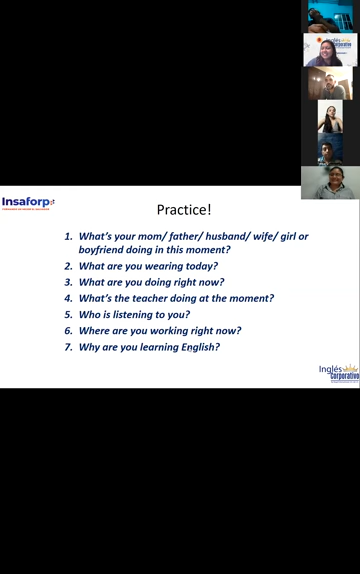 Inglés
Corporativo
Insaforp
Practice!
1. What's your mom/ father/ husband/ wife/ girl or
boyfriend doing in this moment?
2. What are you wearing today?
3. What are you doing right now?
4. What's the teacher doing at the moment?
5. Who is listening to you?
6. Where are you working right now?
7. Why are you learning English?
Inglés
Corporativo